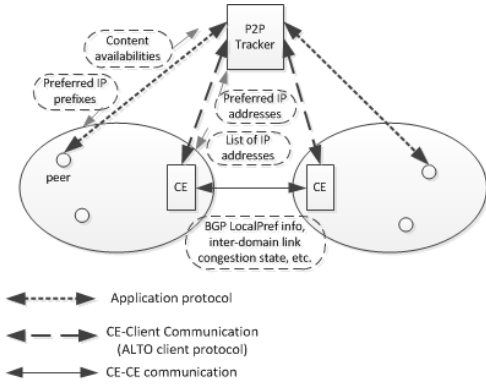 P2P
Tracker
Content
availabilities
Preferred IP
prefixes
Preferred IP
addresses
List of IP
addresses
peer
CE
CE
BGP LocalPref info,
inter-domain link
congestion state, etc.
Application protocol
CE-Client Communication
(ALTO client protocol)
CE-CE communication